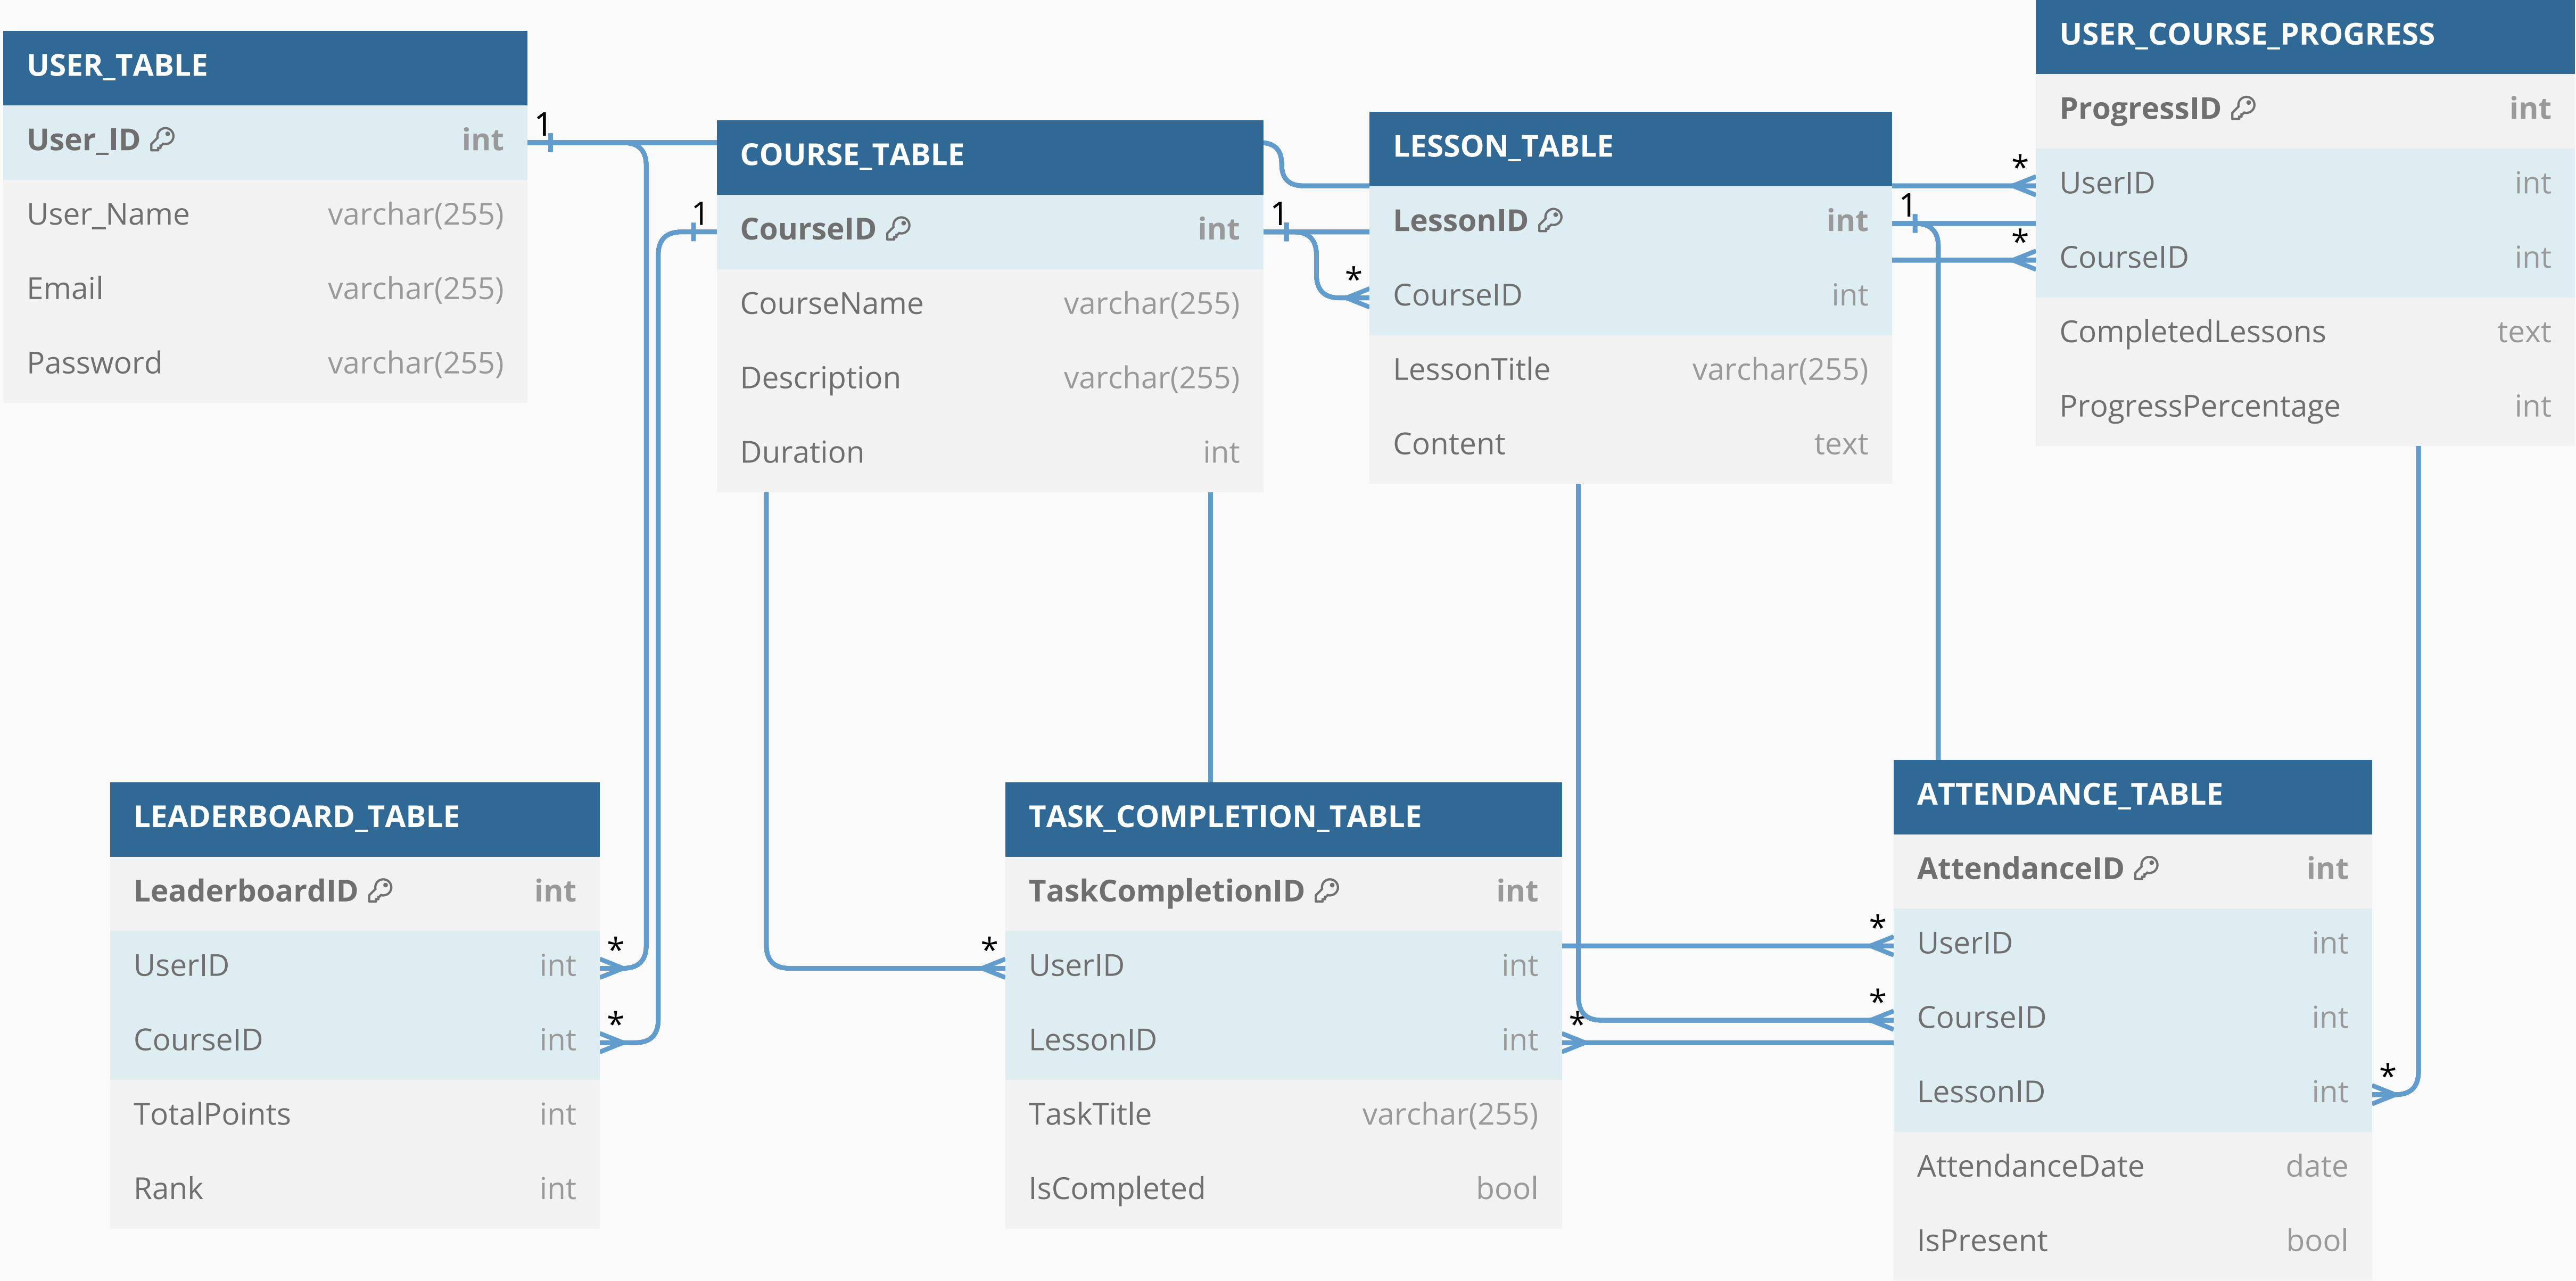 USER_TABLE
User_ID int
User_Name varchar(255)
Email varchar(255)
Password varchar(255)
1
COURSE_TABLE
CourseID int
CourseName varchar(255)
Description varchar(255)
Duration int
1
1
*
LESSON_TABLE
LessonID int
CourseID int
LessonTitle varchar(255)
Content text
1
*
*
USER_COURSE_PROGRESS
ProgressID int
UserID int
CourseID int
CompletedLessons text
ProgressPercentage int
LEADERBOARD_TABLE
LeaderboardID int
UserID int
CourseID int
TotalPoints int
Rank int
*
*
*
TASK_COMPLETION_TABLE
TaskCompletionID int
UserID int
LessonID int
TaskTitle varchar(255)
IsCompleted bool
*
*
*
ATTENDANCE_TABLE
AttendanceID int
UserID int
CourseID int
LessonID int
AttendanceDate date
IsPresent bool
*